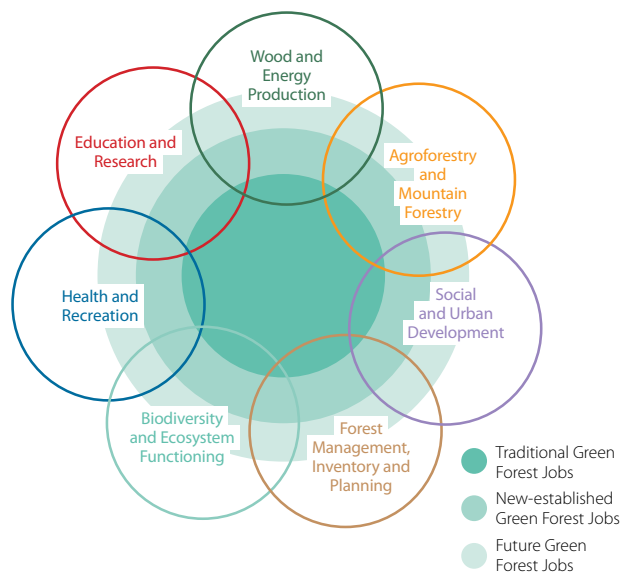 Wood and
Energy
Production
Education and
Research
Agroforestry
and
Mountain
Forestry
Health and
Recreation
Social
and Urban
Development
Biodiversity
and Ecosystem
Functioning
Forest
Management,
Inventory and
Planning
Traditional Green
Forest Jobs
New-established
Green Forest Jobs
Future Green
Forest Jobs